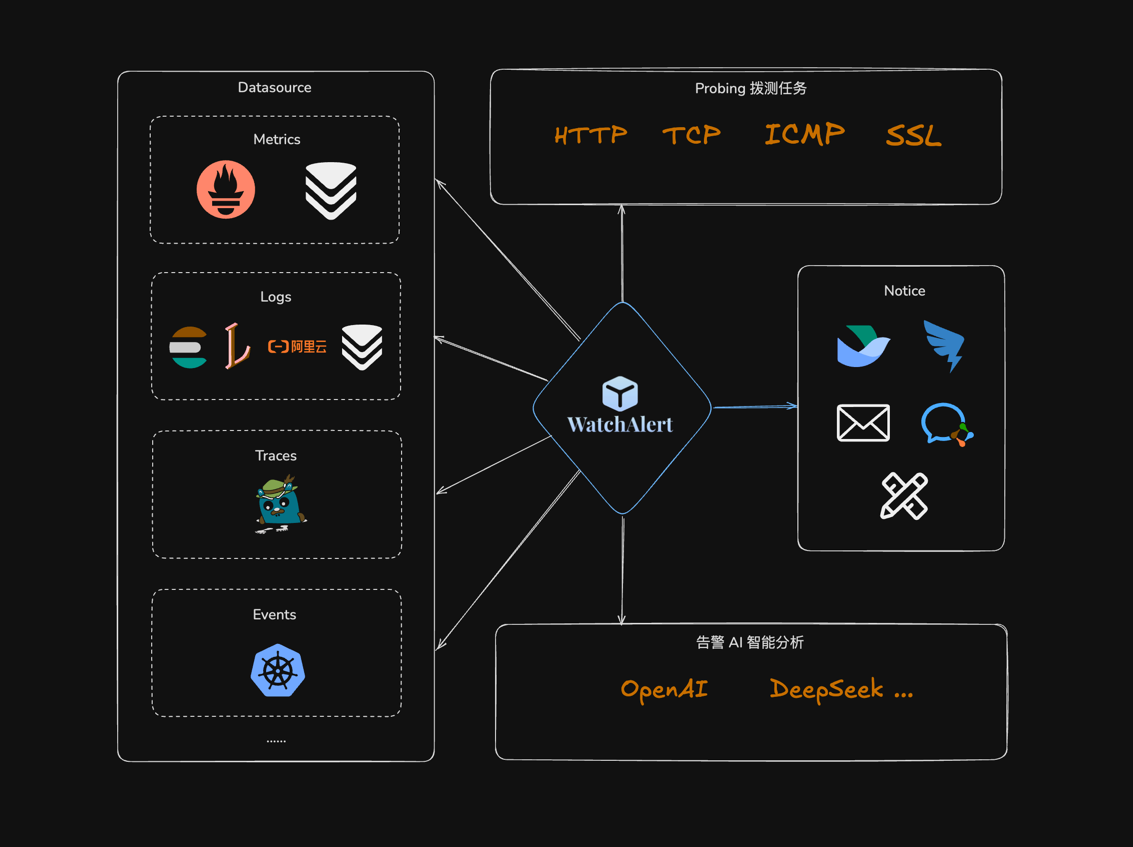 Datasource
Metrics
Logs
阿里云
Traces
Events
......
Probing 拨测任务
HTTP TCP ICMP SSL
WatchAlert
Notice
告警 AI 智能分析
OpenAI DeepSeek ...